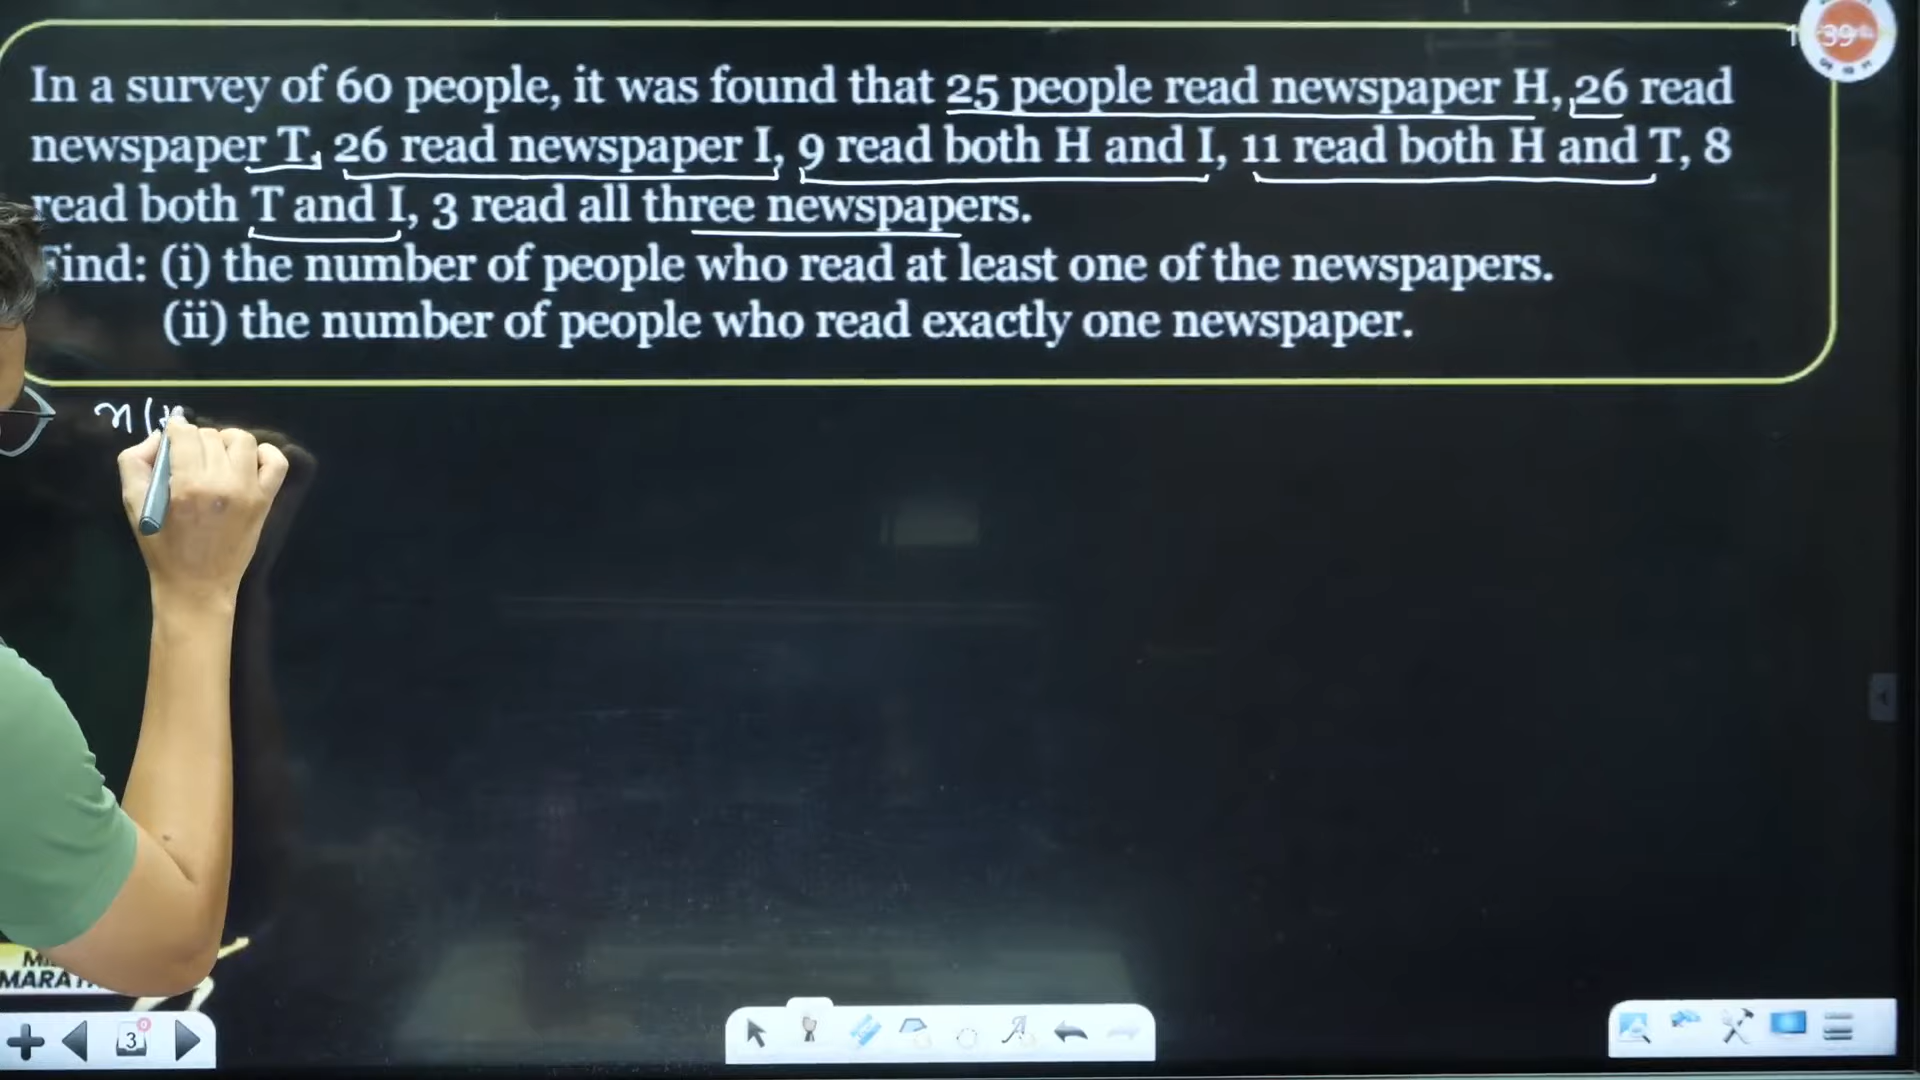 In a survey of 60 people, it was found that 25 people read newspaper H, 26 read
newspaper T, 26 read newspaper I, 9 read both H and I, 11 read both H and T, 8
read both T and I, 3 read all three newspapers.
Find: (i) the number of people who read at least one of the newspapers.
(ii) the number of people who read exactly one newspaper.
n(
3